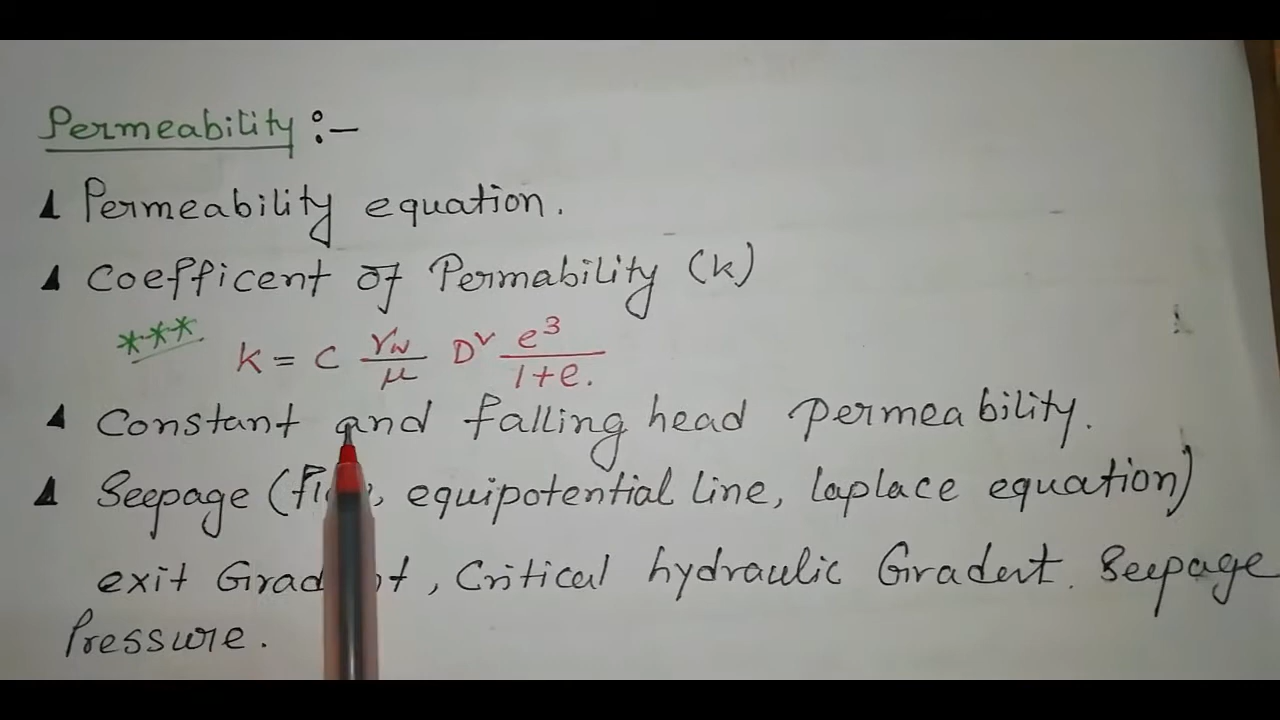 Permeability :-
Permeability equation.
Coefficent of Permability (k)
*** K = C γw/μ D² e³/1+e.
Constant and falling head permeability.
Seepage ( equipotential line, laplace equation)
exit , Critical hydraulic Gradent. Seepage
Pressure.